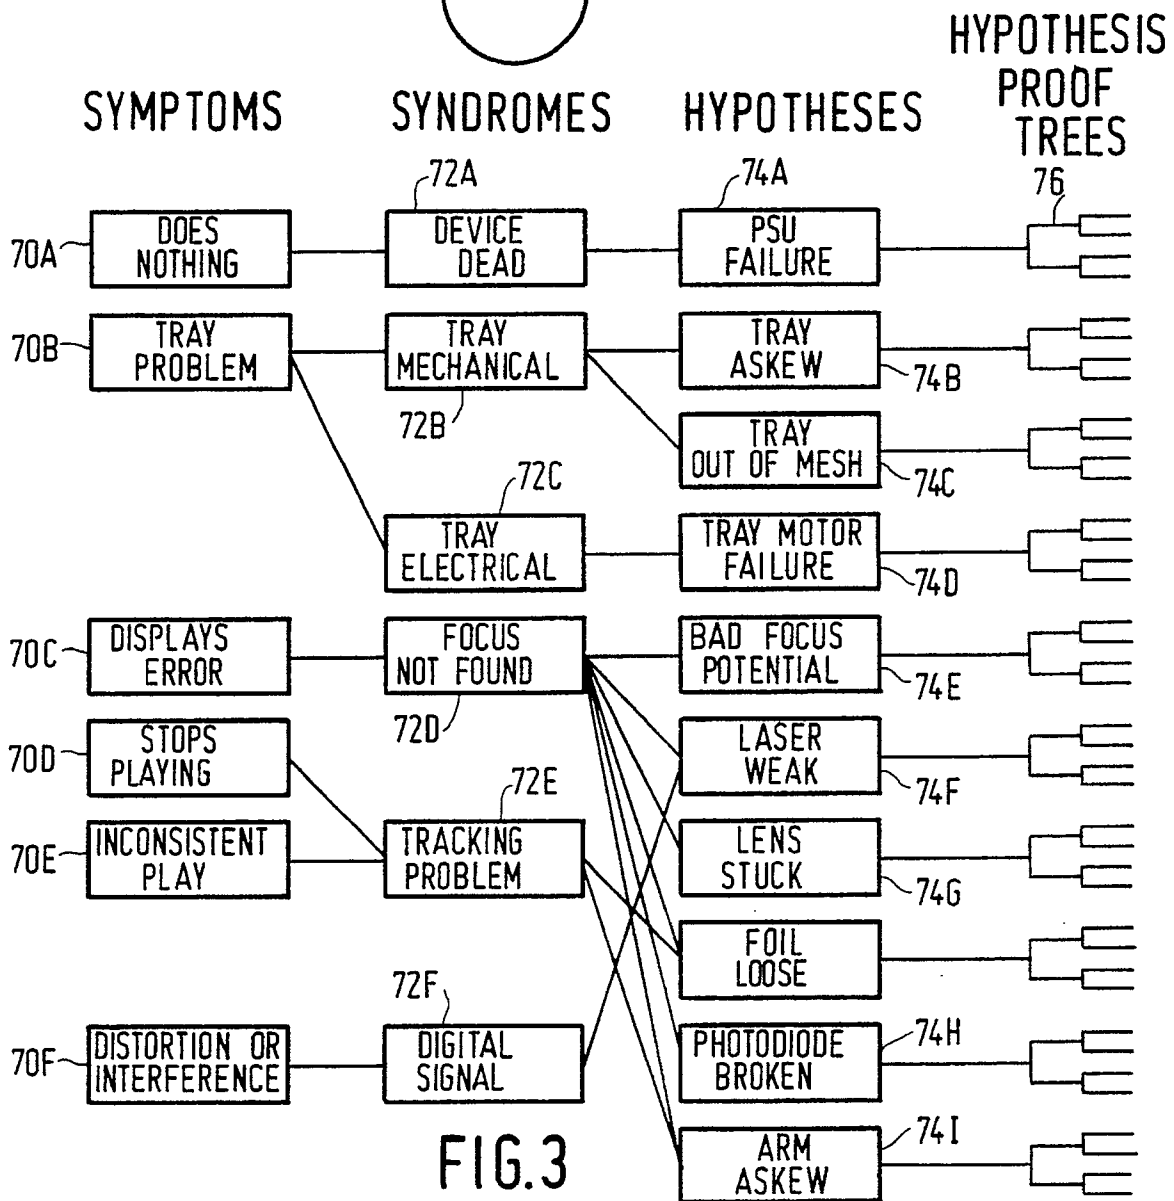 HYPOTHESIS
PROOF
TREES
SYMPTOMS
SYNDROMES
HYPOTHESES
72A
74A
76
70A
DOES
NOTHING
DEVICE
DEAD
PSU
FAILURE
70B
TRAY
PROBLEM
TRAY
MECHANICAL
72B
TRAY
ASKEW
74B
TRAY
OUT OF MESH
74C
72C
TRAY
ELECTRICAL
TRAY MOTOR
FAILURE
74D
70C
DISPLAYS
ERROR
FOCUS
NOT FOUND
72D
BAD FOCUS
POTENTIAL
74E
70D
STOPS
PLAYING
LASER
WEAK
74F
72E
70E
INCONSISTENT
PLAY
TRACKING
PROBLEM
LENS
STUCK
74G
FOIL
LOOSE
72F
70F
DISTORTION OR
INTERFERENCE
DIGITAL
SIGNAL
74H
PHOTODIODE
BROKEN
74I
ARM
ASKEW
FIG.3